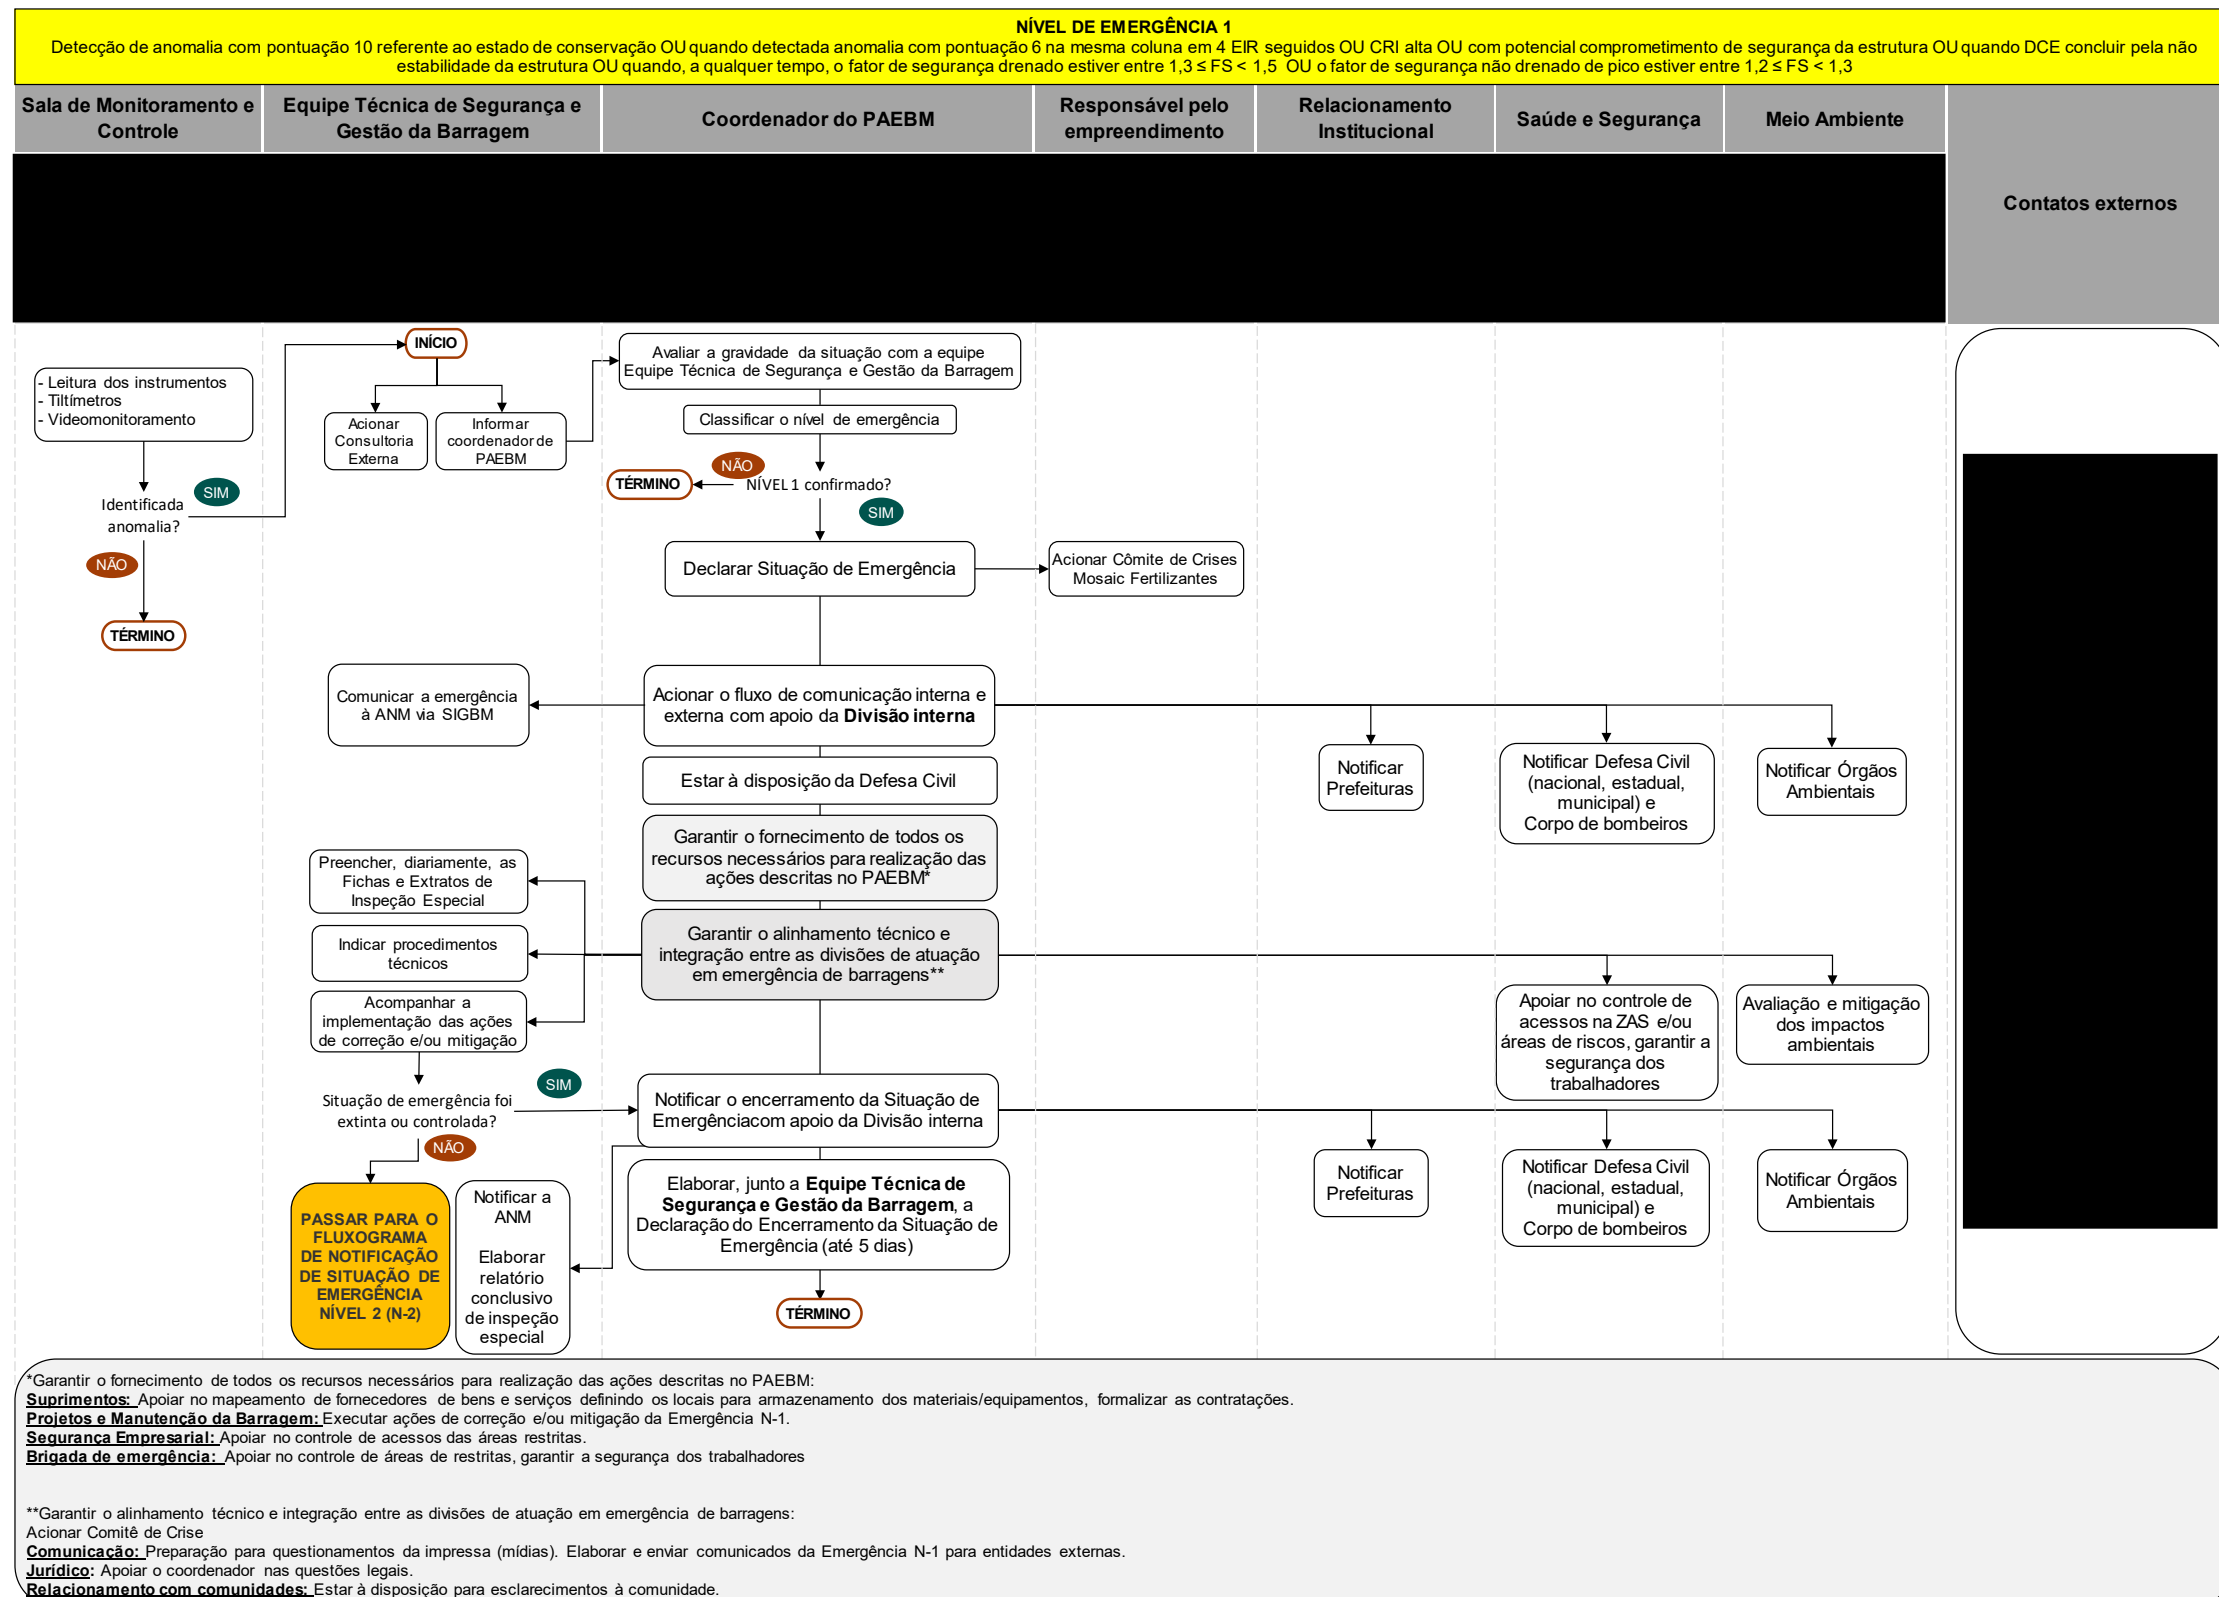 NÍVEL DE EMERGÊNCIA 1
Detecção de anomalia com pontuação 10 referente ao estado de conservação OU quando detectada anomalia com pontuação 6 na mesma coluna em 4 EIR seguidos OU CRI alta OU com potencial comprometimento de segurança da estrutura OU quando DCE concluir pela não
estabilidade da estrutura OU quando, a qualquer tempo, o fator de segurança drenado estiver entre 1,3 ≤ FS < 1,5 OU o fator de segurança não drenado de pico estiver entre 1,2 ≤ FS < 1,3
Sala de Monitoramento e
Controle
Equipe Técnica de Segurança e
Gestão da Barragem
Coordenador do PAEBM
Responsável pelo
empreendimento
Relacionamento
Institucional
Saúde e Segurança
Meio Ambiente
Contatos externos
- Leitura dos instrumentos
- Tiltímetros
- Videomonitoramento
Identificada
anomalia?
SIM
NÃO
TÉRMINO
INÍCIO
Acionar
Consultoria
Externa
Informar
coordenador de
PAEBM
Avaliar a gravidade da situação com a equipe
Equipe Técnica de Segurança e Gestão da Barragem
Classificar o nível de emergência
NÃO
TÉRMINO
NÍVEL 1 confirmado?
SIM
Declarar Situação de Emergência
Acionar Cômite de Crises
Mosaic Fertilizantes
Comunicar a emergência
à ANM via SIGBM
Acionar o fluxo de comunicação interna e
externa com apoio da Divisão interna
Notificar
Prefeituras
Notificar Defesa Civil
(nacional, estadual,
municipal) e
Corpo de bombeiros
Notificar Órgãos
Ambientais
Estar à disposição da Defesa Civil
Garantir o fornecimento de todos os
recursos necessários para realização das
ações descritas no PAEBM*
Preencher, diariamente, as
Fichas e Extratos de
Inspeção Especial
Indicar procedimentos
técnicos
Acompanhar a
implementação das ações
de correção e/ou mitigação
Garantir o alinhamento técnico e
integração entre as divisões de atuação
em emergência de barragens**
Apoiar no controle de
acessos na ZAS e/ou
áreas de riscos, garantir a
segurança dos
trabalhadores
Avaliação e mitigação
dos impactos
ambientais
Situação de emergência foi
extinta ou controlada?
SIM
NÃO
Notificar o encerramento da Situação de
Emergênciacom apoio da Divisão interna
Notificar
Prefeituras
Notificar Defesa Civil
(nacional, estadual,
municipal) e
Corpo de bombeiros
Notificar Órgãos
Ambientais
PASSAR PARA O
FLUXOGRAMA
DE NOTIFICAÇÃO
DE SITUAÇÃO DE
EMERGÊNCIA
NÍVEL 2 (N-2)
Notificar a
ANM
Elaborar
relatório
conclusivo
de inspeção
especial
Elaborar, junto a Equipe Técnica de
Segurança e Gestão da Barragem, a
Declaração do Encerramento da Situação de
Emergência (até 5 dias)
TÉRMINO
*Garantir o fornecimento de todos os recursos necessários para realização das ações descritas no PAEBM:
Suprimentos: Apoiar no mapeamento de fornecedores de bens e serviços definindo os locais para armazenamento dos materiais/equipamentos, formalizar as contratações.
Projetos e Manutenção da Barragem: Executar ações de correção e/ou mitigação da Emergência N-1.
Segurança Empresarial: Apoiar no controle de acessos das áreas restritas.
Brigada de emergência: Apoiar no controle de áreas de restritas, garantir a segurança dos trabalhadores
**Garantir o alinhamento técnico e integração entre as divisões de atuação em emergência de barragens:
Acionar Comitê de Crise
Comunicação: Preparação para questionamentos da impressa (mídias). Elaborar e enviar comunicados da Emergência N-1 para entidades externas.
Jurídico: Apoiar o coordenador nas questões legais.
Relacionamento com comunidades: Estar à disposição para esclarecimentos à comunidade.